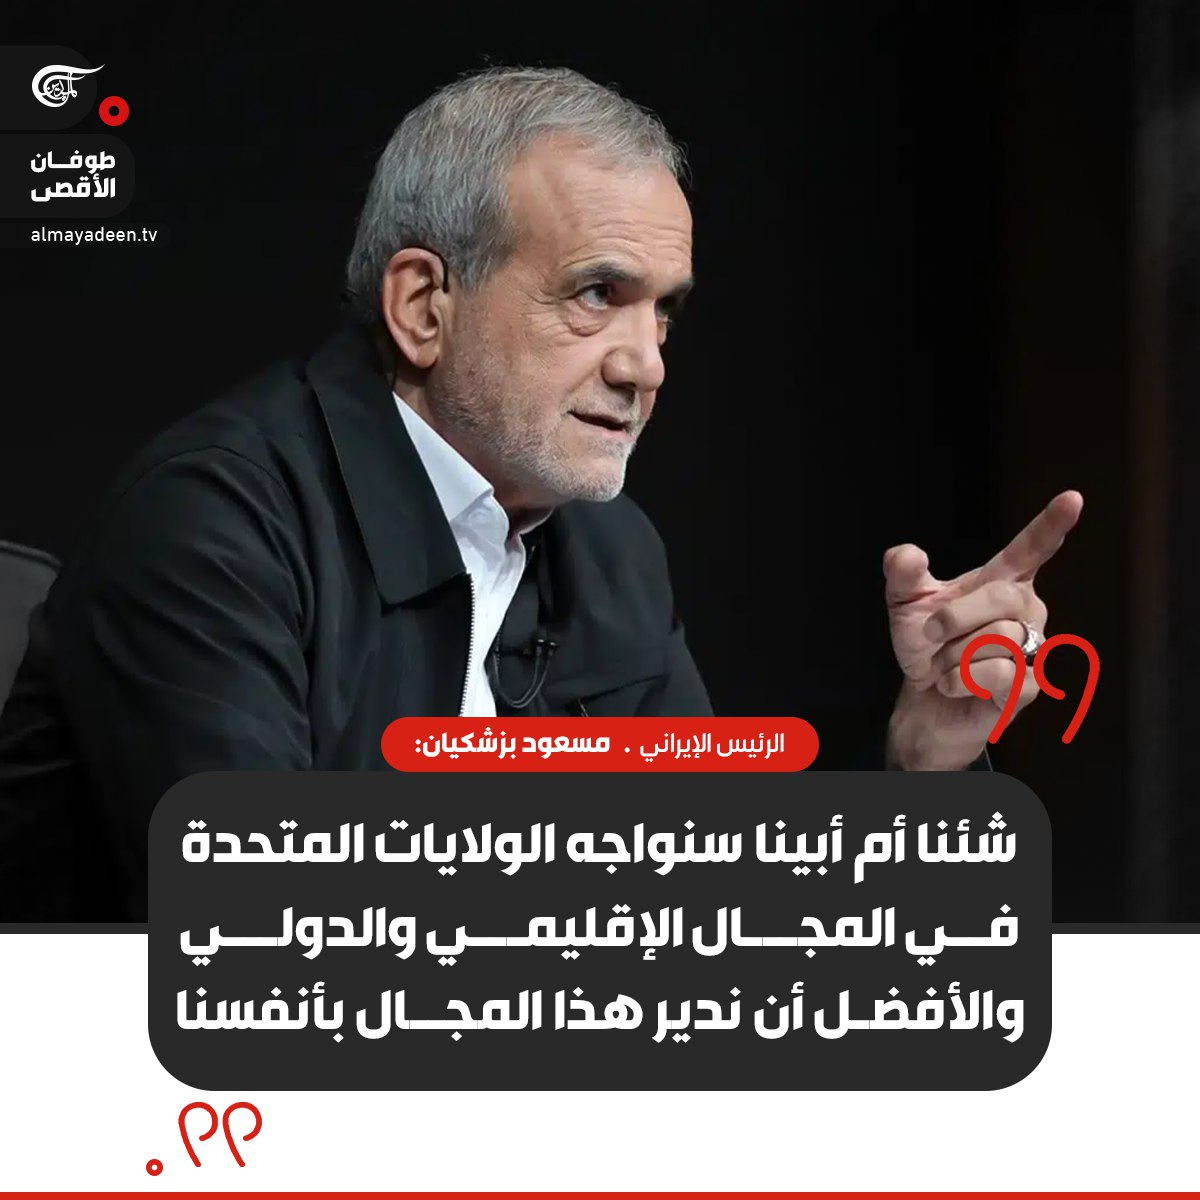 الميادين
طوفان
الأقصى
almayadeen.tv
الرئيس الإيراني . مسعود بزشكيان:
شئنا أم أبينا سنواجه الولايات المتحدة
في المجال الإقليمي والدولي
والأفضل أن ندير هذا المجال بأنفسنا